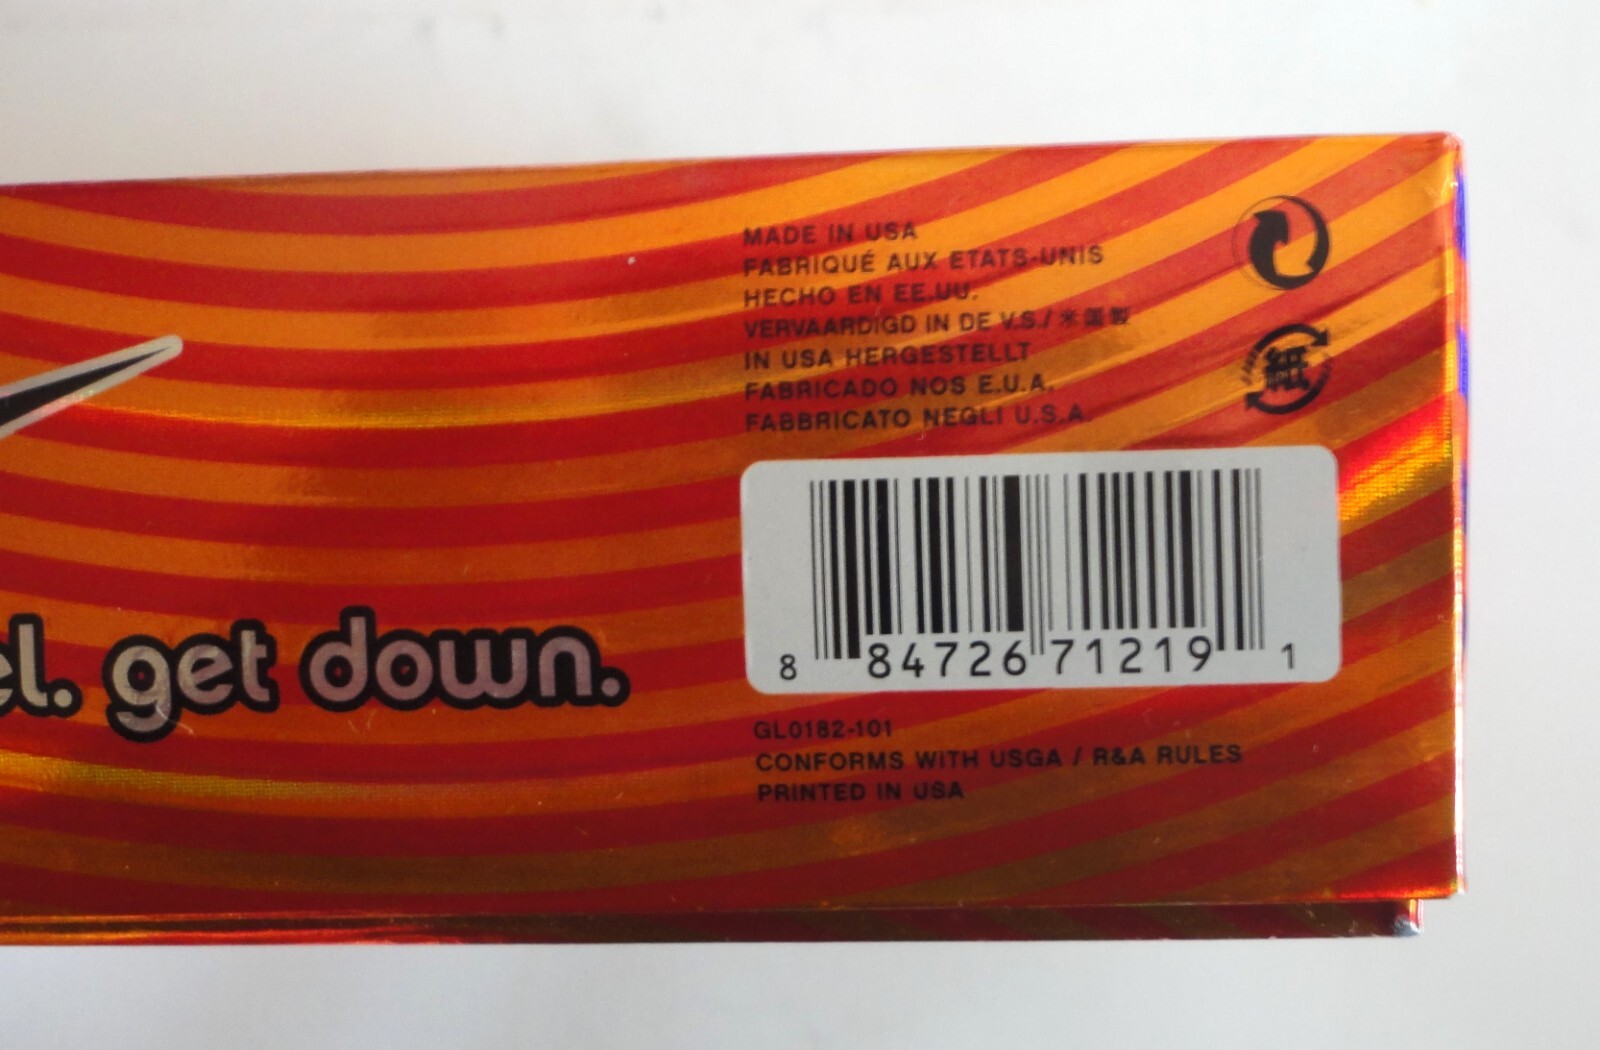 MADE IN USA
FABRIQUÉ AUX ETATS-UNIS
HECHO EN EE.UU.
VERVAARDIGD IN DE V.S./ 米国製
IN USA HERGESTELLT
FABRICADO NOS E.U.A.
FABBRICATO NEGLI U.S.A.
紙
el. get down.
8 84726 71219 1
GL0182-101
CONFORMS WITH USGA / R&A RULES
PRINTED IN USA